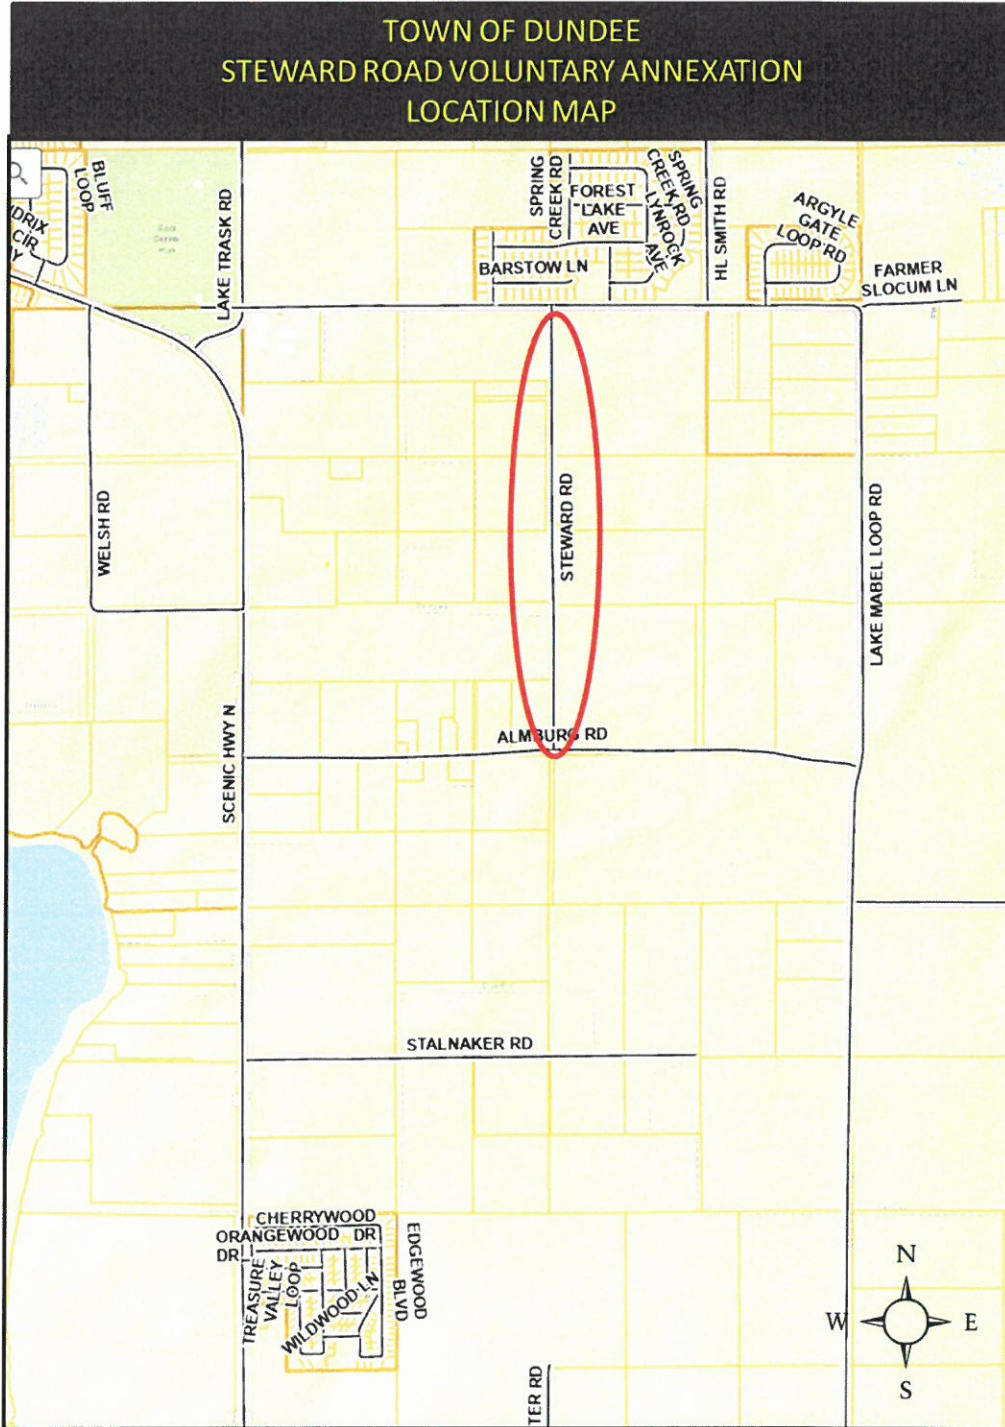 TOWN OF DUNDEE
STEWARD ROAD VOLUNTARY ANNEXATION
LOCATION MAP
BLUFF
LOOP
DRIX
CIR
Y
LAKE TRASK RD
SPRING
CREEK RD
FOREST
LAKE
AVE
SPRING
CREEK RD
LYNROCK
AVE
BARSTOW LN
HL SMITH RD
ARGYLE
GATE
LOOP RD
FARMER
SLOCUM LN
WELSH RD
STEWARD RD
LAKE MABEL LOOP RD
SCENIC HWY N
ALMBURG RD
STALNAKER RD
CHERRYWOOD
ORANGEWOOD DR
DR
TREASURE
VALLEY
LOOP
WILDWOOD LN
EDGEWOOD
BLVD
TER RD
N
W
E
S